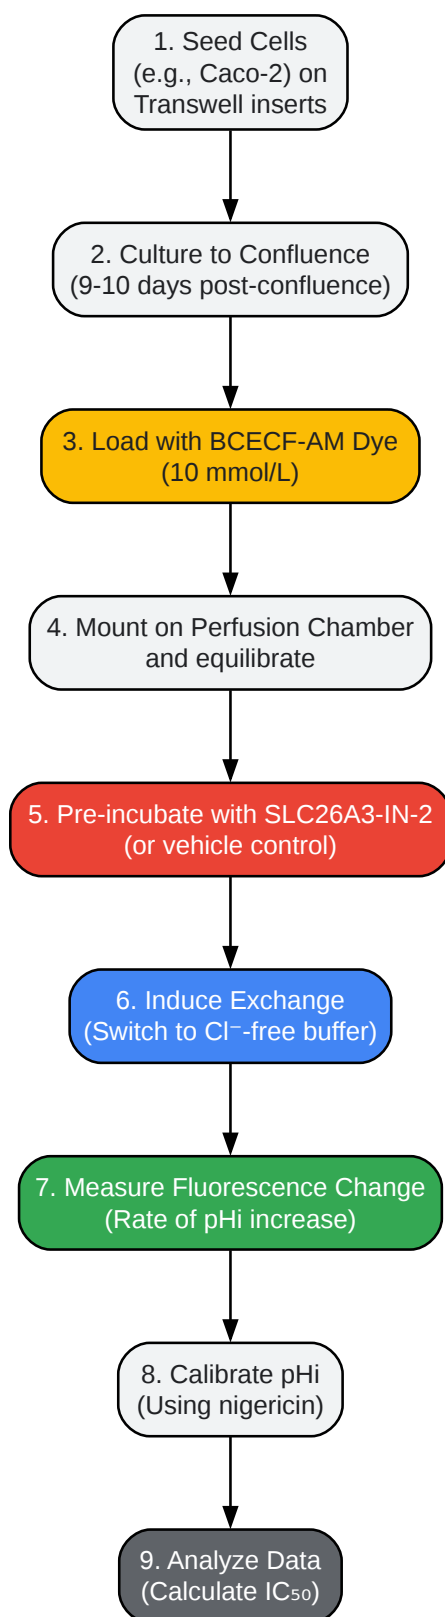 1. Seed Cells
(e.g., Caco-2) on
Transwell inserts
2. Culture to Confluence
(9-10 days post-confluence)
3. Load with BCECF-AM Dye
(10 mmol/L)
4. Mount on Perfusion Chamber
and equilibrate
5. Pre-incubate with SLC26A3-IN-2
(or vehicle control)
6. Induce Exchange
(Switch to Cl⁻-free buffer)
7. Measure Fluorescence Change
(Rate of pHi increase)
8. Calibrate pHi
(Using nigericin)
9. Analyze Data
(Calculate IC₅₀)